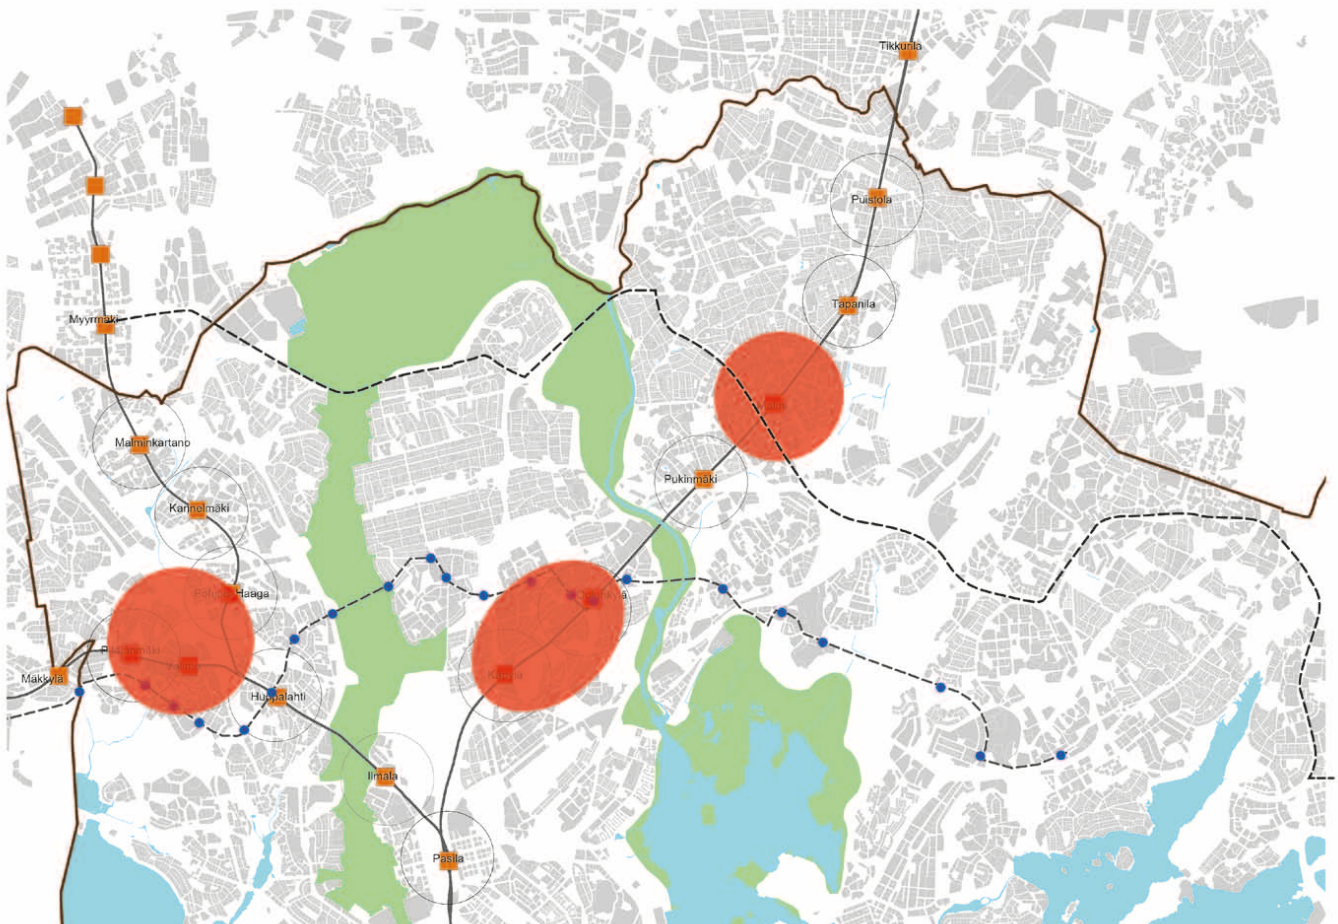 Tikkurila
Puistola
Tapanila
Myyrmäki
Malminkartano
Pukinmäki
Kannelmäki
Haaga
Mäkkylä
Huopalahti
Ilmala
Pasila